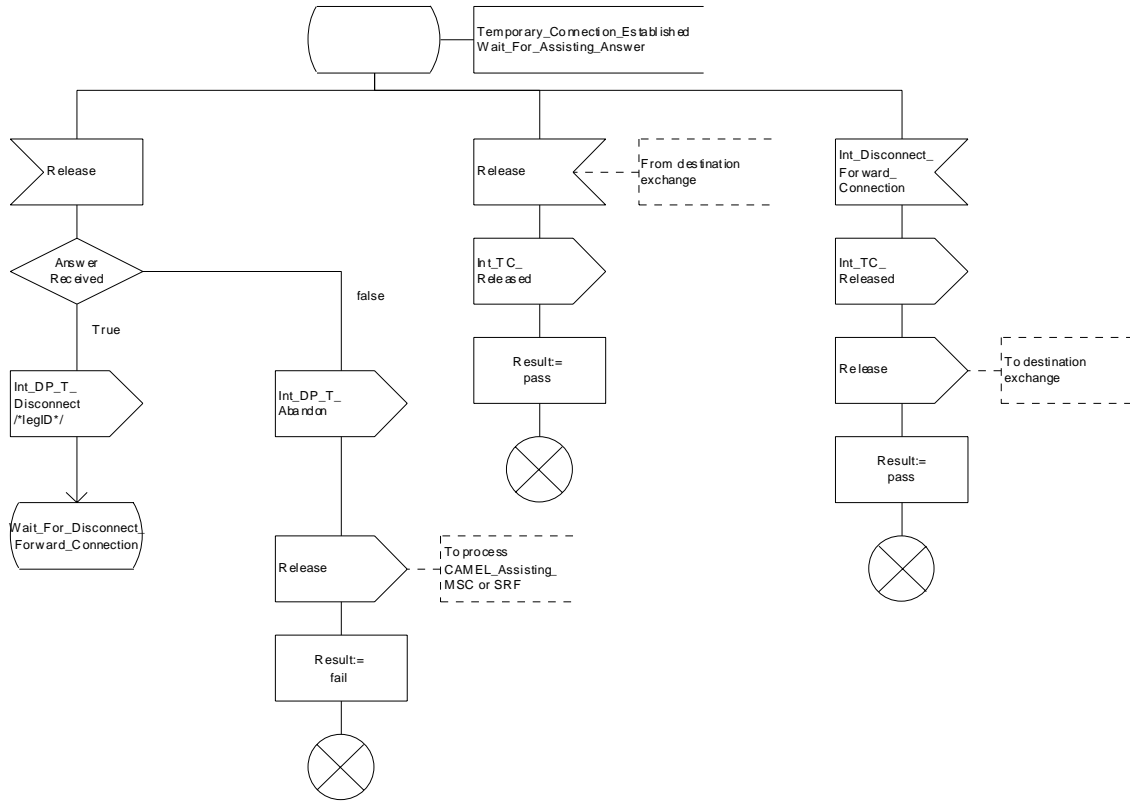 Temporary_Connection_Established
Wait_For_Assisting_Answer
Release
Release
From destination
exchange
Int_Disconnect_
Forward_
Connection
Answer
Received
false
True
Int_TC_
Released
Int_TC_
Released
Result:=
pass
Release
To destination
exchange
Int_DP_T_
Disconnect
/*legID*/
Int_DP_T_
Abandon
Result:=
pass
Wait_For_Disconnect_
Forward_Connection
Release
To process
CAMEL_Assisting_
MSC or SRF
Result:=
fail